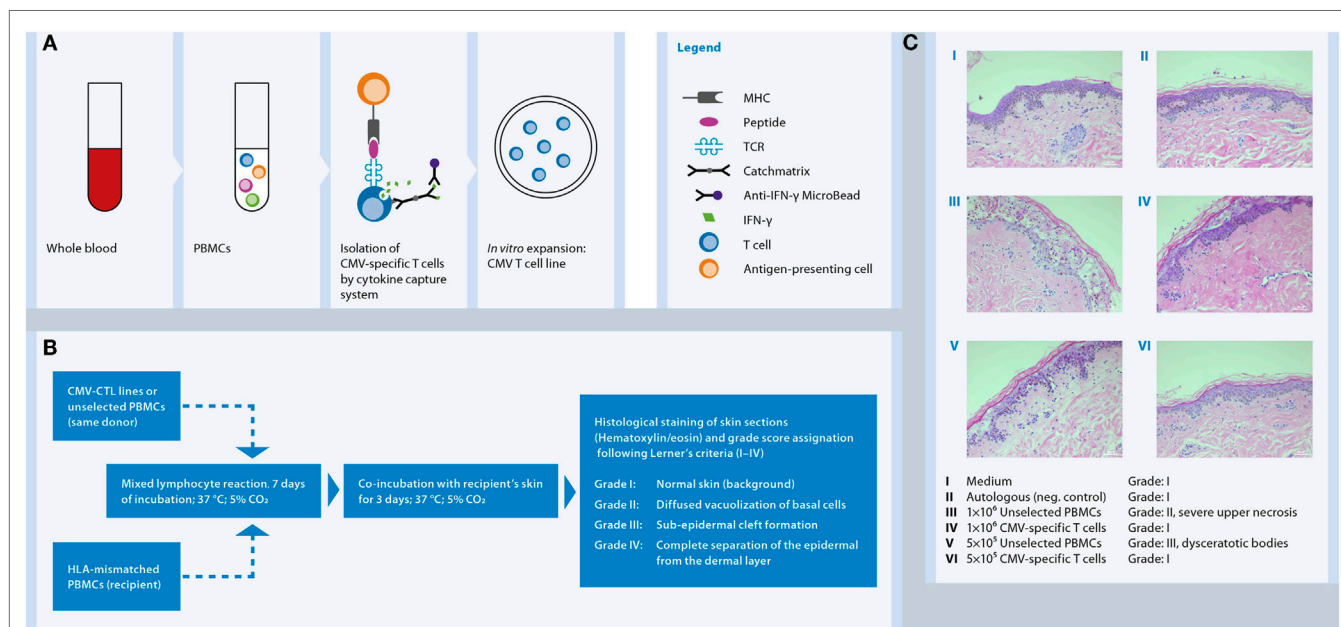 A
Whole blood
PBMCs
Isolation of
CMV-specific T cells
by cytokine capture
system
In vitro expansion:
CMV T cell line
Legend
MHC
Peptide
TCR
Catchmatrix
Anti-IFN-γ MicroBead
IFN-γ
T cell
Antigen-presenting cell
B
CMV-CTL lines or
unselected PBMCs
(same donor)
Mixed lymphocyte reaction. 7 days
of incubation; 37 °C; 5% CO₂
HLA-mismatched
PBMCs (recipient)
Co-incubation with recipient's skin
for 3 days; 37 °C; 5% CO₂
Histological staining of skin sections
(Hematoxylin/eosin) and grade score assignation
following Lerner's criteria (I–IV)
Grade I: Normal skin (background)
Grade II: Diffused vacuolization of basal cells
Grade III: Sub-epidermal cleft formation
Grade IV: Complete separation of the epidermal
from the dermal layer
C
I
II
III
IV
V
VI
I Medium Grade: I
II Autologous (neg. control) Grade: I
III 1×10⁶ Unselected PBMCs Grade: II, severe upper necrosis
IV 1×10⁶ CMV-specific T cells Grade: I
V 5×10⁵ Unselected PBMCs Grade: III, dysceratotic bodies
VI 5×10⁵ CMV-specific T cells Grade: I